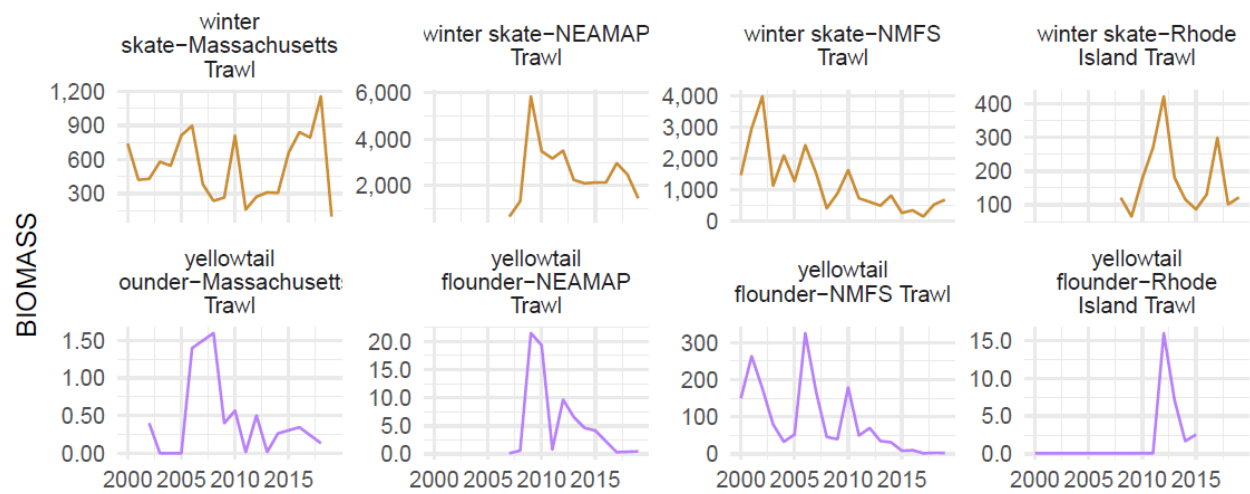 winter
skate−Massachusetts
Trawl
winter skate−NEAMAP
Trawl
winter skate−NMFS
Trawl
winter skate−Rhode
Island Trawl
1,200
900
600
300
6,000
4,000
2,000
4,000
3,000
2,000
1,000
0
400
300
200
100
BIOMASS
yellowtail
ounder−Massachusetts
Trawl
yellowtail
flounder−NEAMAP
Trawl
yellowtail
flounder−NMFS Trawl
yellowtail
flounder−Rhode
Island Trawl
1.50
1.00
0.50
0.00
20.0
15.0
10.0
5.0
0.0
300
200
100
0
15.0
10.0
5.0
0.0
2000 2005 2010 2015
2000 2005 2010 2015
2000 2005 2010 2015
2000 2005 2010 2015